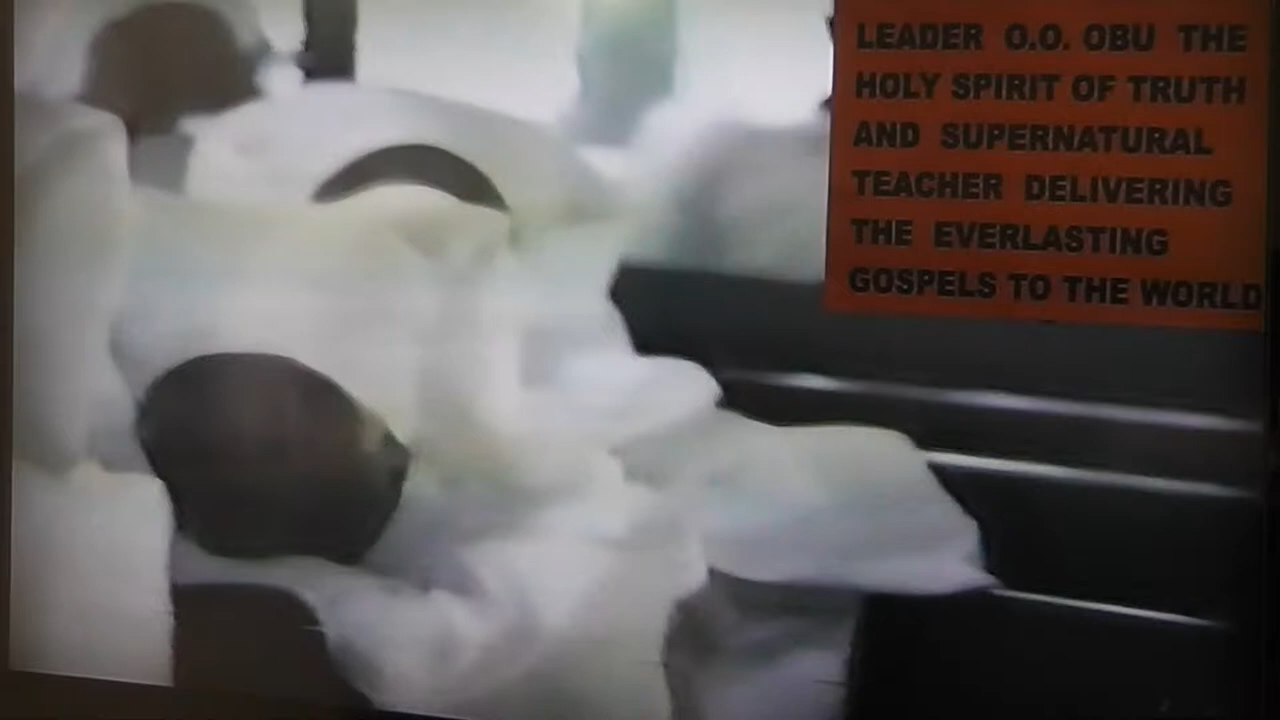 LEADER O.O. OBU THE
HOLY SPIRIT OF TRUTH
AND SUPERNATURAL
TEACHER DELIVERING
THE EVERLASTING
GOSPELS TO THE WORLD